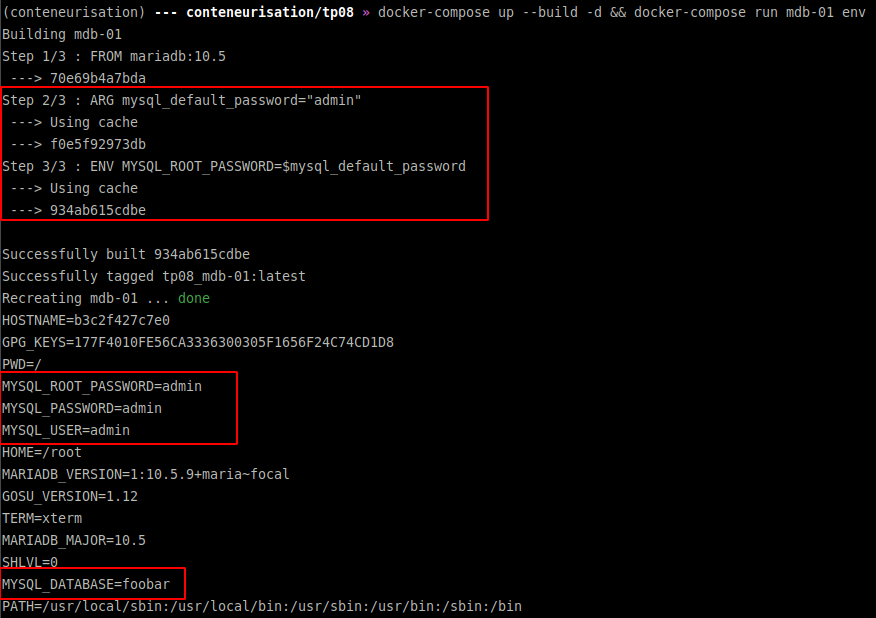 (conteneurisation) --- conteneurisation/tp08 » docker-compose up --build -d && docker-compose run mdb-01 env
Building mdb-01
Step 1/3 : FROM mariadb:10.5
 ---> 70e69b4a7bda
Step 2/3 : ARG mysql_default_password="admin"
 ---> Using cache
 ---> f0e5f92973db
Step 3/3 : ENV MYSQL_ROOT_PASSWORD=$mysql_default_password
 ---> Using cache
 ---> 934ab615cdbe
Successfully built 934ab615cdbe
Successfully tagged tp08_mdb-01:latest
Recreating mdb-01 ... done
HOSTNAME=b3c2f427c7e0
GPG_KEYS=177F4010FE56CA3336300305F1656F24C74CD1D8
PWD=/
MYSQL_ROOT_PASSWORD=admin
MYSQL_PASSWORD=admin
MYSQL_USER=admin
HOME=/root
MARIADB_VERSION=1:10.5.9+maria~focal
GOSU_VERSION=1.12
TERM=xterm
MARIADB_MAJOR=10.5
SHLVL=0
MYSQL_DATABASE=foobar
PATH=/usr/local/sbin:/usr/local/bin:/usr/sbin:/usr/bin:/sbin:/bin